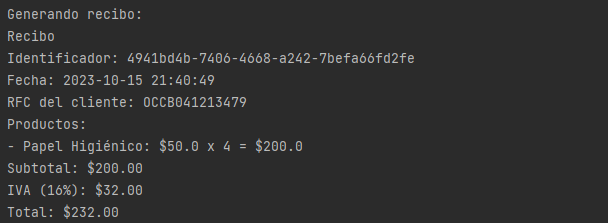 Generando recibo:
Recibo
Identificador: 4941bd4b-7406-4668-a242-7befa66fd2fe
Fecha: 2023-10-15 21:40:49
RFC del cliente: OCCB041213479
Productos:
- Papel Higiénico: $50.0 x 4 = $200.0
Subtotal: $200.00
IVA (16%): $32.00
Total: $232.00